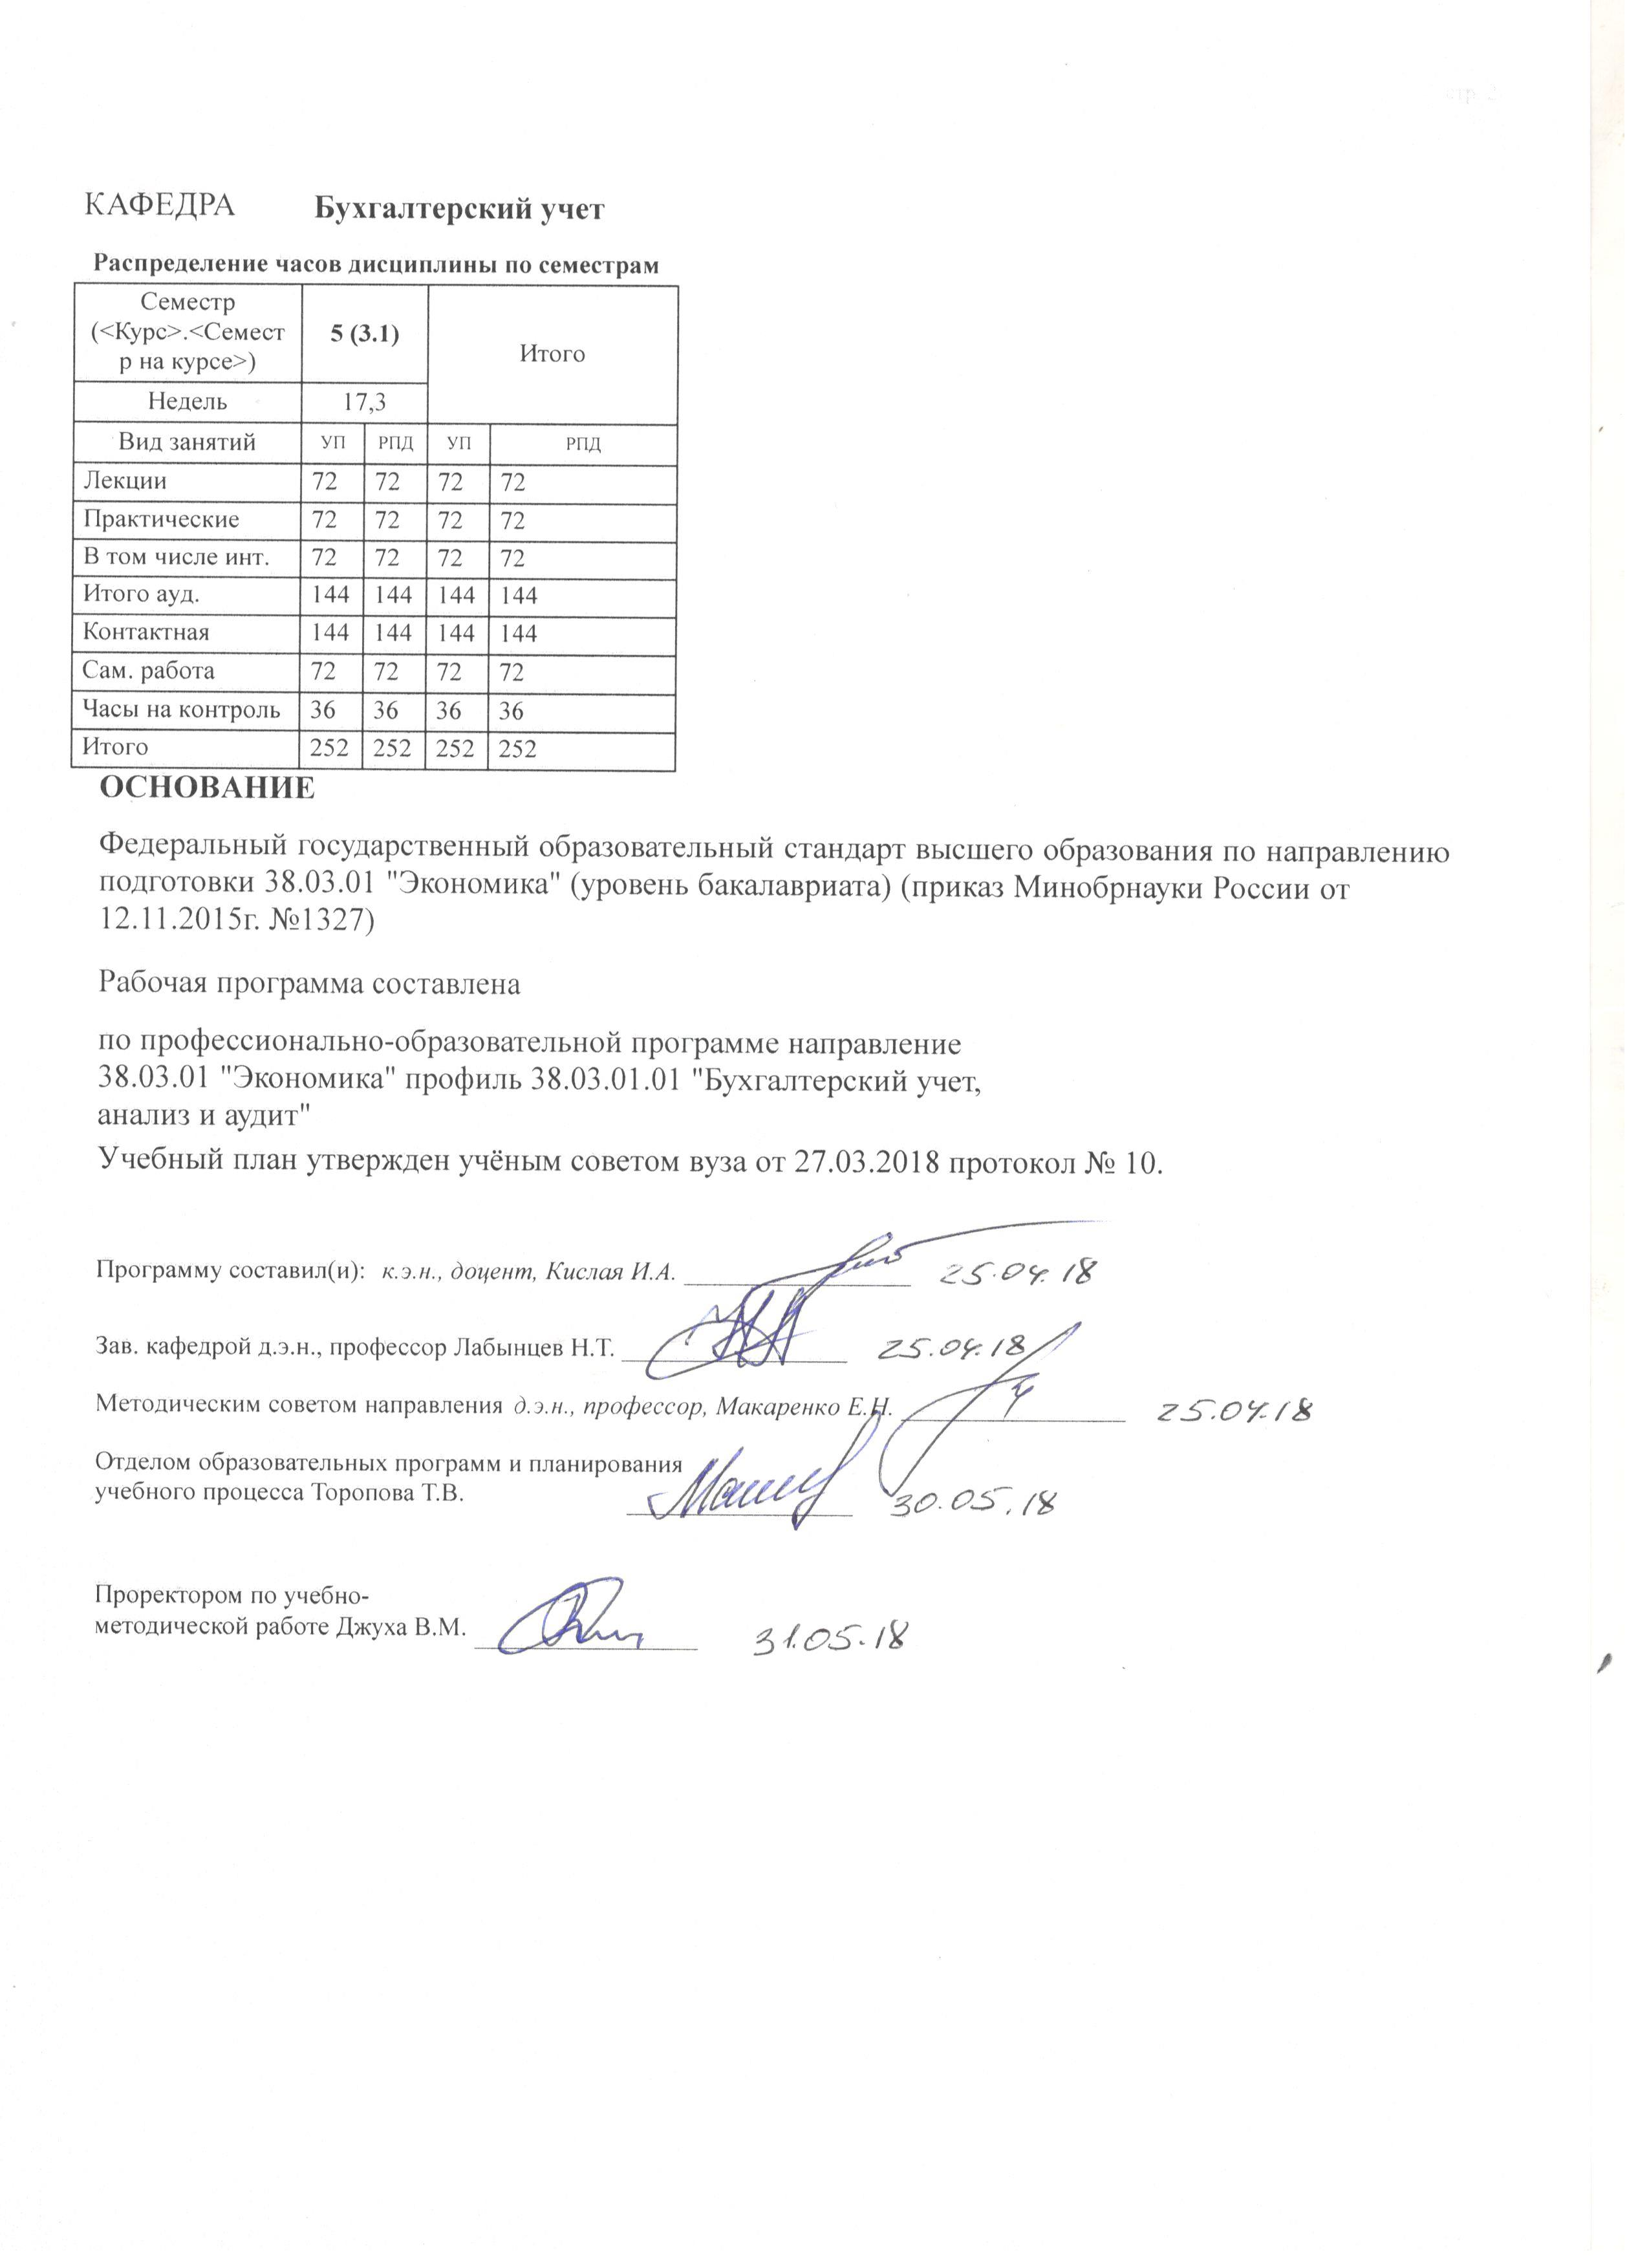 стр. 2
КАФЕДРА Бухгалтерский учет
Распределение часов дисциплины по семестрам
Семестр
(<Курс>.<Семест
р на курсе>) 5 (3.1) Итого
Недель 17,3
Вид занятий УП РПД УП РПД
Лекции 72 72 72 72
Практические 72 72 72 72
В том числе инт. 72 72 72 72
Итого ауд. 144 144 144 144
Контактная 144 144 144 144
Сам. работа 72 72 72 72
Часы на контроль 36 36 36 36
Итого 252 252 252 252
ОСНОВАНИЕ
Федеральный государственный образовательный стандарт высшего образования по направлению
подготовки 38.03.01 "Экономика" (уровень бакалавриата) (приказ Минобрнауки России от
12.11.2015г. №1327)
Рабочая программа составлена
по профессионально-образовательной программе направление
38.03.01 "Экономика" профиль 38.03.01.01 "Бухгалтерский учет,
анализ и аудит"
Учебный план утвержден учёным советом вуза от 27.03.2018 протокол № 10.
Программу составил(и): к.э.н., доцент, Кислая И.А. 25.04.18
Зав. кафедрой д.э.н., профессор Лабынцев Н.Т. 25.04.18
Методическим советом направления д.э.н., профессор, Макаренко Е.Н. 25.04.18
Отделом образовательных программ и планирования
учебного процесса Торопова Т.В. 30.05.18
Проректором по учебно-
методической работе Джуха В.М. 31.05.18